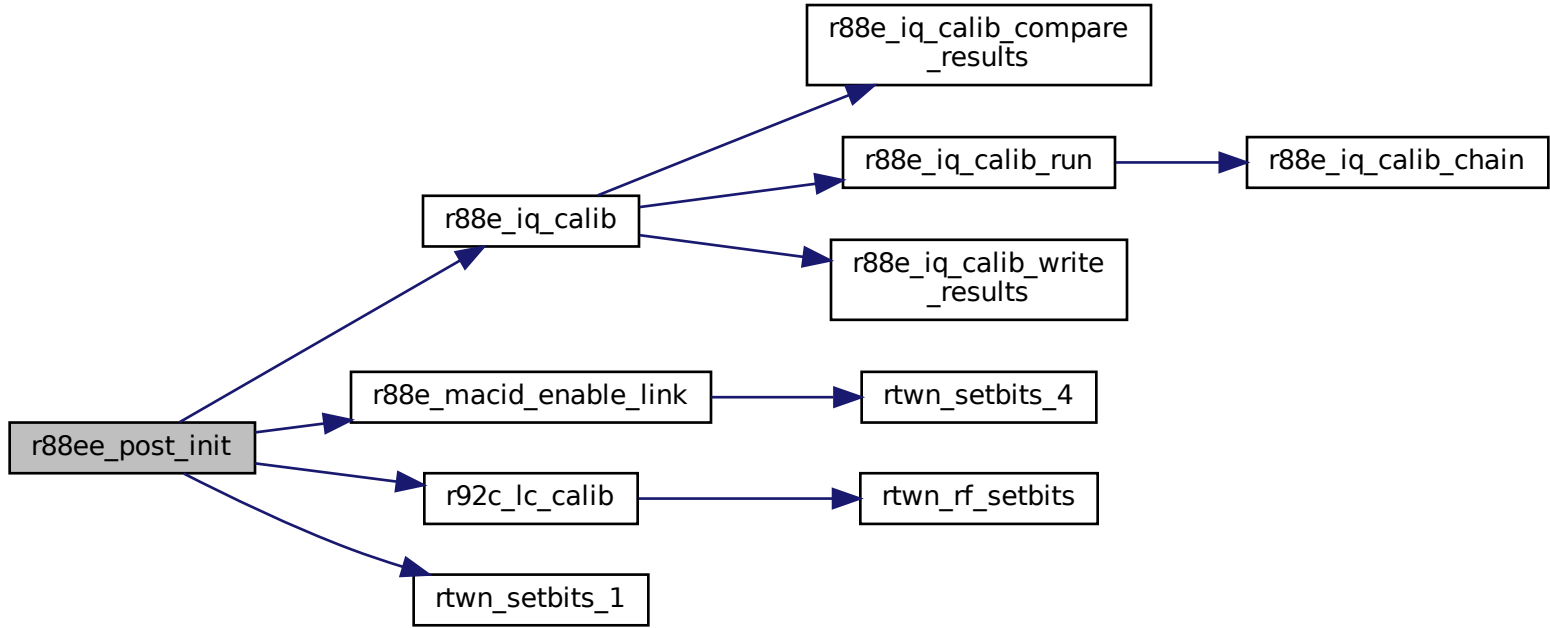 r88e_iq_calib_compare
_results
r88e_iq_calib_run
r88e_iq_calib_chain
r88e_iq_calib
r88e_iq_calib_write
_results
r88e_macid_enable_link
rtwn_setbits_4
r88ee_post_init
r92c_lc_calib
rtwn_rf_setbits
rtwn_setbits_1